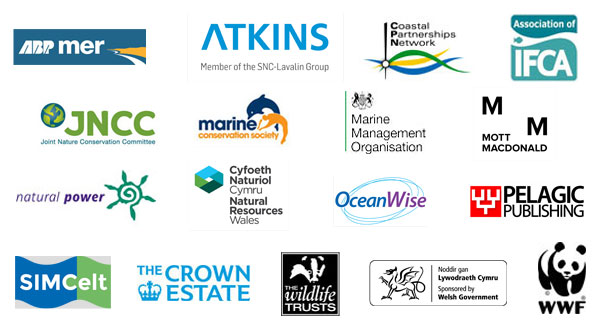 ABP mer
ATKINS
Member of the SNC-Lavalin Group
Coastal
Partnerships
Network
Association of
IFCA
JNCC
Joint Nature Conservation Committee
marine
conservation society
Marine
Management
Organisation
M
M
MOTT
MACDONALD
natural power
Cyfoeth
Naturiol
Cymru
Natural
Resources
Wales
OceanWise
PELAGIC
PUBLISHING
SIMCelt
THE CROWN
ESTATE
THE
wildlife
TRUSTS
Noddir gan
Lywodraeth Cymru
Sponsored by
Welsh Government
WWF